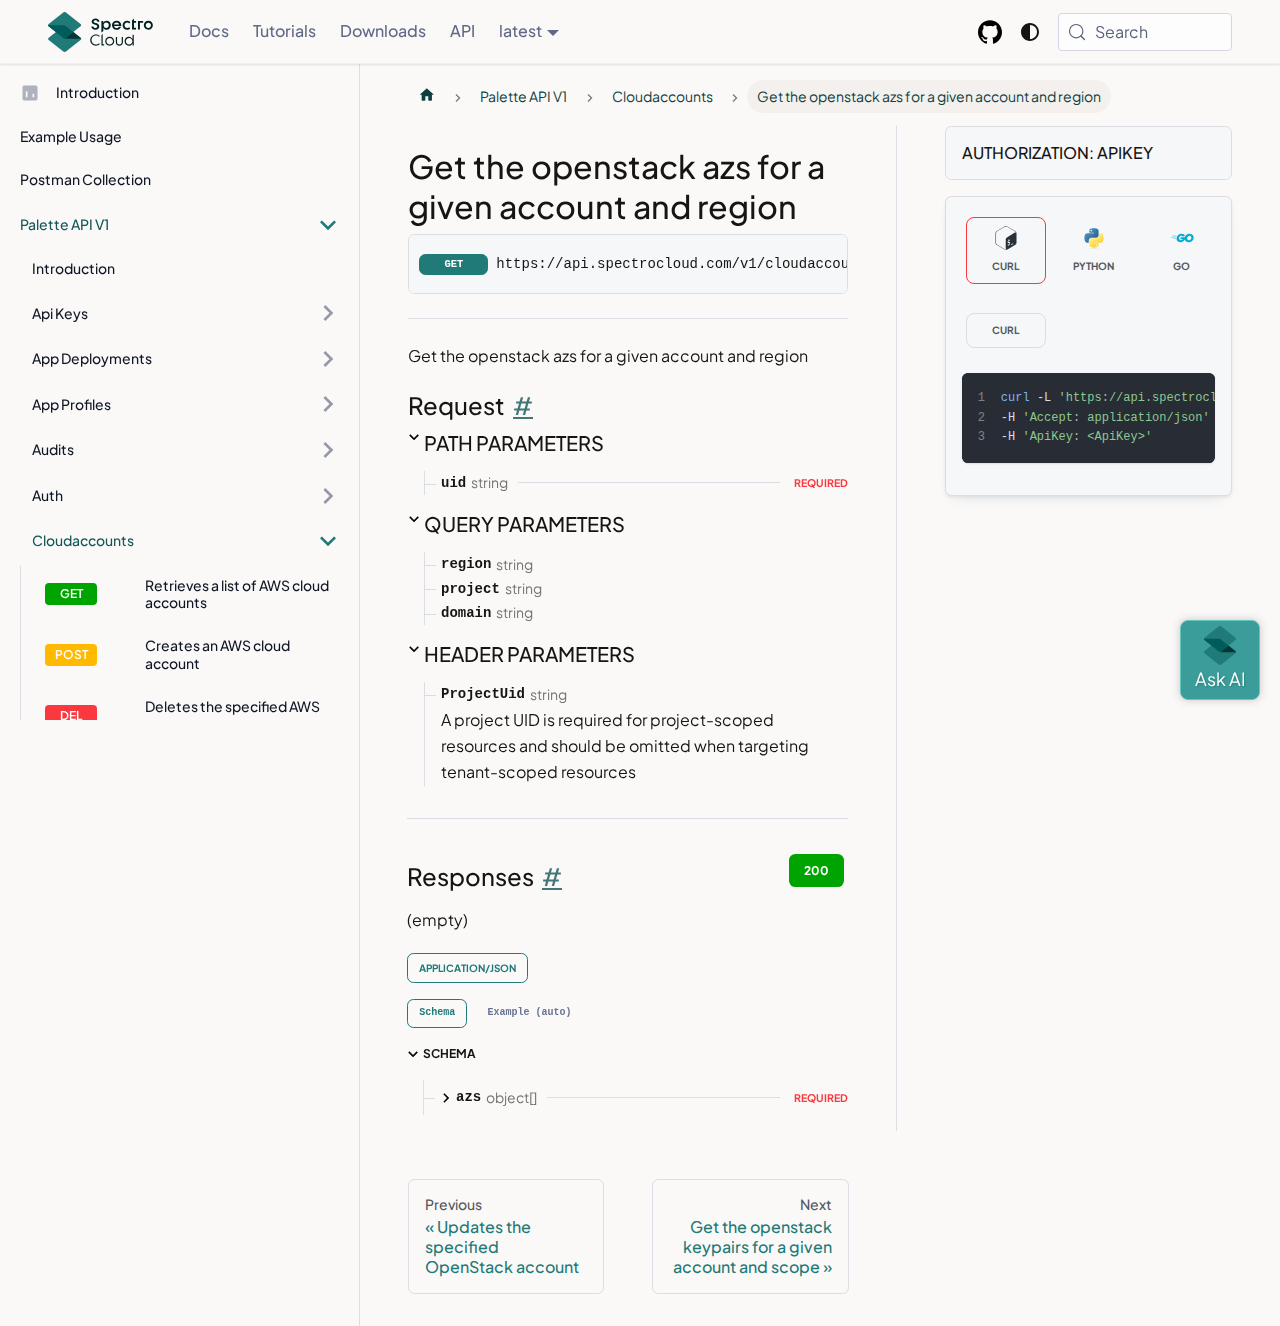 Spectro Cloud
Docs
Tutorials
Downloads
API
latest
Search
Introduction
Example Usage
Postman Collection
Palette API V1
Introduction
Api Keys
App Deployments
App Profiles
Audits
Auth
Cloudaccounts
GET Retrieves a list of AWS cloud
accounts
POST Creates an AWS cloud
account
DEL Deletes the specified AWS
Palette API V1
Cloudaccounts
Get the openstack azs for a given account and region
Get the openstack azs for a
given account and region
GET https://api.spectrocloud.com/v1/cloudaccou
Get the openstack azs for a given account and region
Request #
PATH PARAMETERS
uid string REQUIRED
QUERY PARAMETERS
region string
project string
domain string
HEADER PARAMETERS
ProjectUid string
A project UID is required for project-scoped
resources and should be omitted when targeting
tenant-scoped resources
Responses #
200
(empty)
APPLICATION/JSON
Schema Example (auto)
SCHEMA
azs object[] REQUIRED
Previous
« Updates the
specified
OpenStack account
Next
Get the openstack
keypairs for a given
account and scope »
AUTHORIZATION: APIKEY
CURL PYTHON GO
CURL
1 curl -L 'https://api.spectrocl
2 -H 'Accept: application/json'
3 -H 'ApiKey: <ApiKey>'
Ask AI